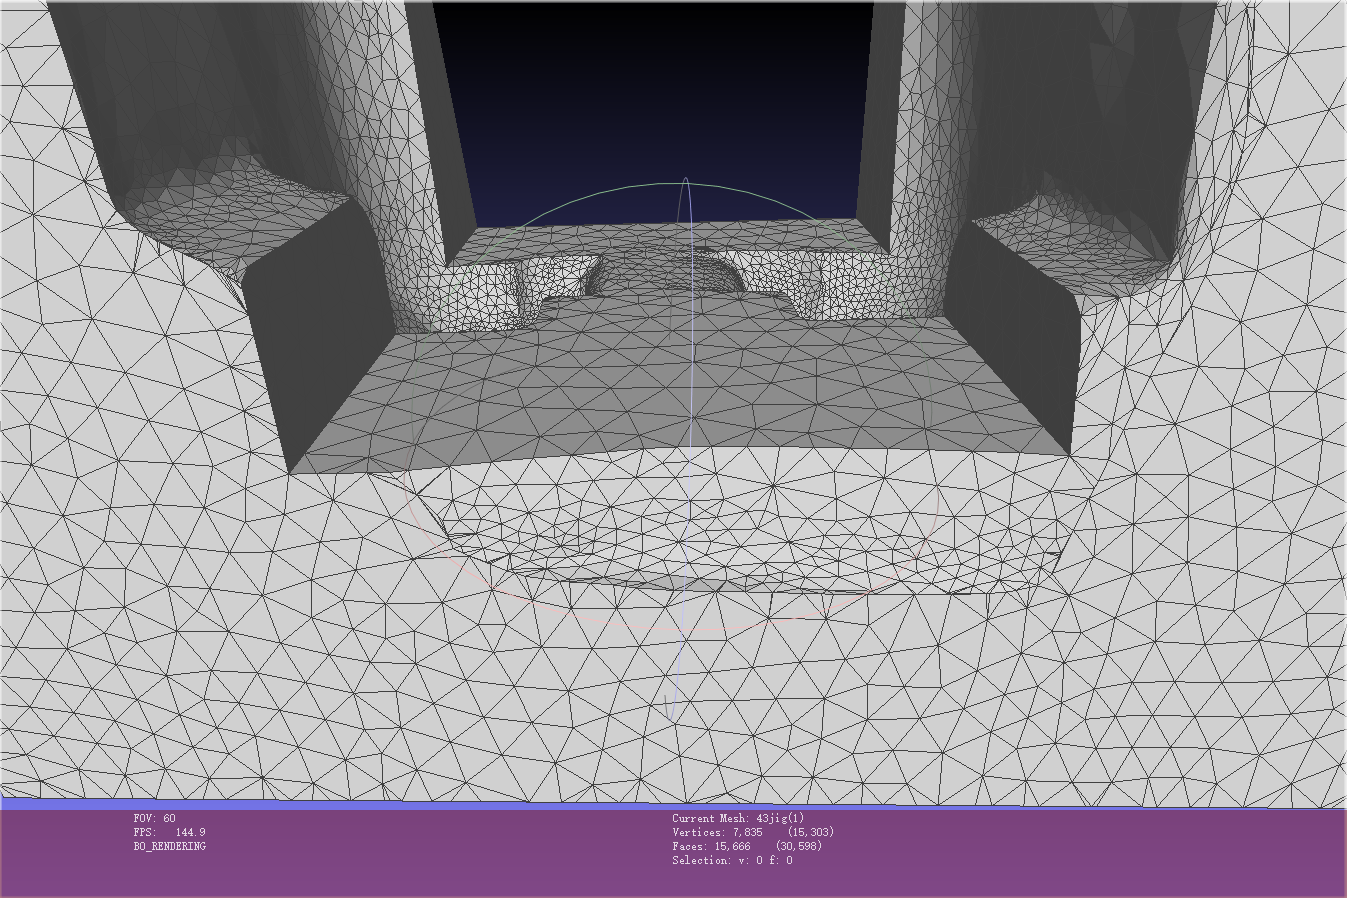 FOV: 60
FPS: 144.9
BO_RENDERING
Current Mesh: 43jig(1)
Vertices: 7,835 (15,303)
Faces: 15,666 (30,598)
Selection: v: 0 f: 0